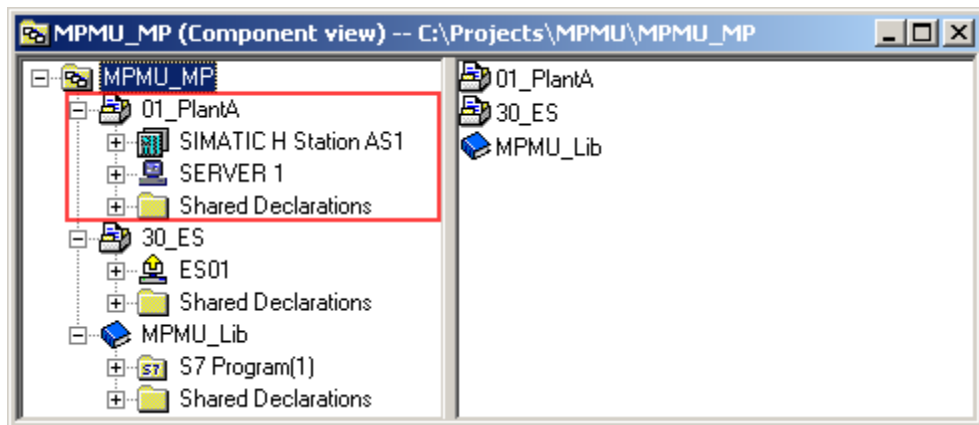 MPMU_MP (Component view) -- C:\Projects\MPMU\MPMU_MP
MPMU_MP
01_PlantA
SIMATIC H Station AS1
SERVER 1
Shared Declarations
30_ES
ES01
Shared Declarations
MPMU_Lib
S7 Program(1)
Shared Declarations
01_PlantA
30_ES
MPMU_Lib